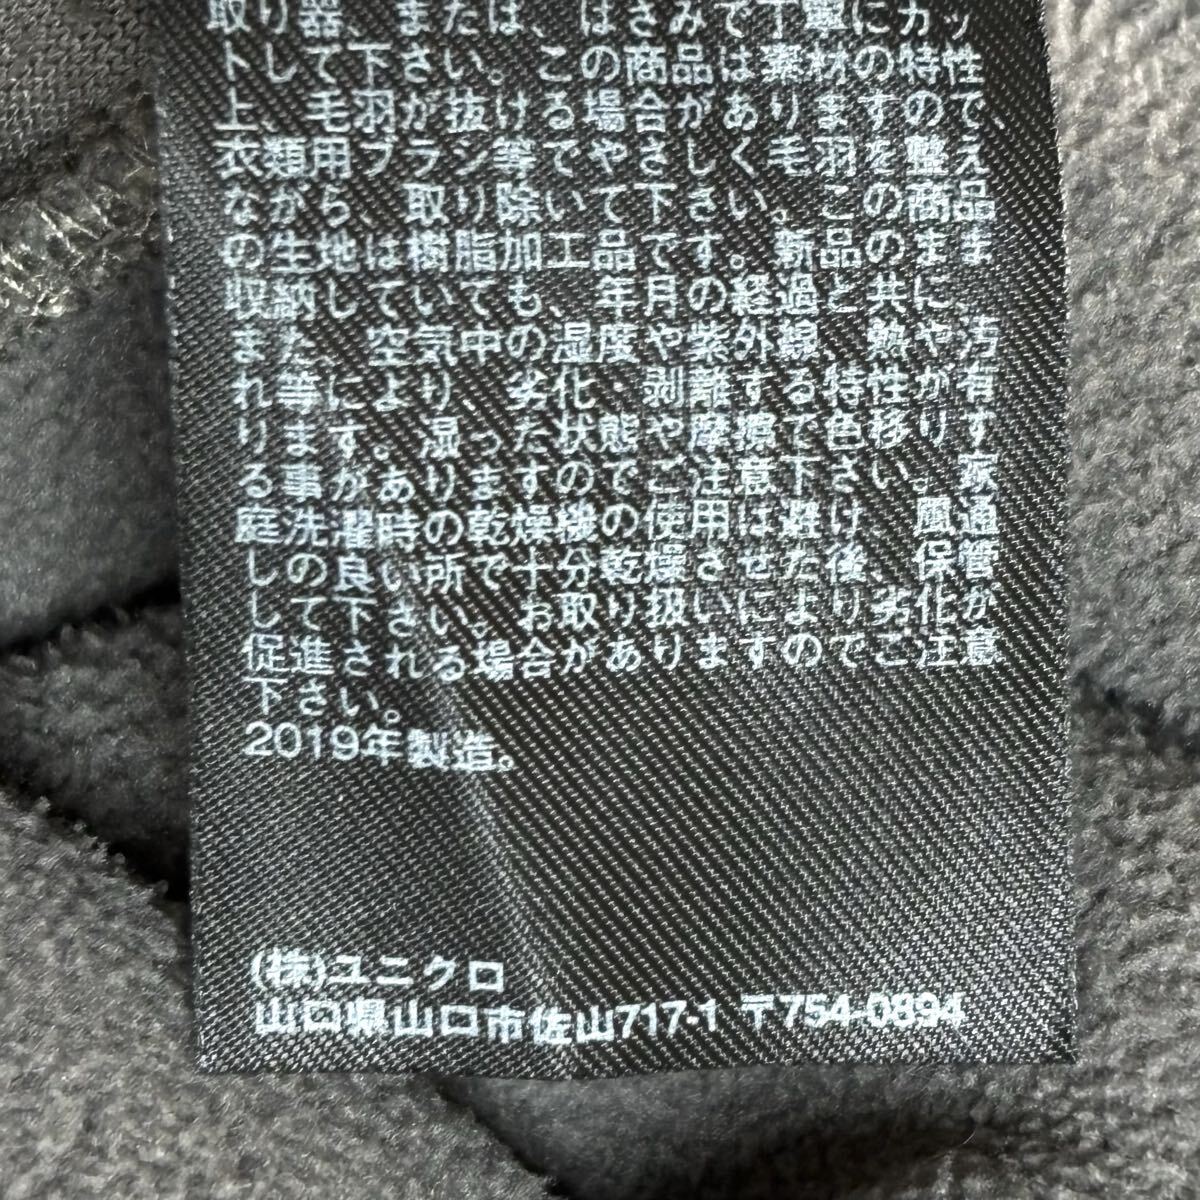 取り器、または、はさみで丁寧にカッ
トして下さい。この商品は素材の特性
上、毛羽が抜ける場合がありますので
衣類用ブラシ等でやさしく毛羽を整え
ながら、取り除いて下さい。この商品
の生地は樹脂加工品です。新品のまま
収納していても、年月の経過と共に、
また、空気中の湿度や紫外線、熱や汚
れ等により、劣化・剥離する特性が有
ります。湿った状態や摩擦で色移りす
る事がありますのでご注意下さい。家
庭洗濯時の乾燥機の使用は避け、風通
しの良い所で十分乾燥させた後、保管
して下さい。お取り扱いにより劣化が
促進される場合がありますのでご注意
下さい。
2019年製造。
(株)ユニクロ
山口県山口市佐山717-1 〒754-0894